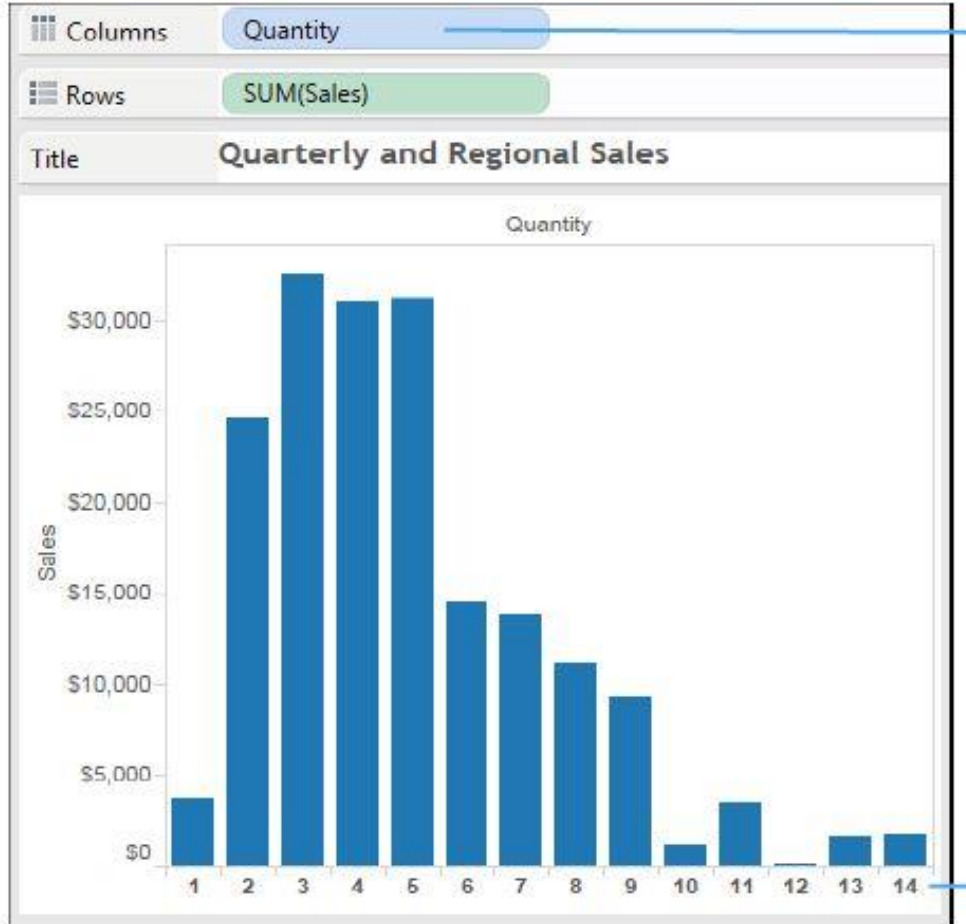 Columns Quantity
Rows SUM(Sales)
Title Quarterly and Regional Sales
Quantity
$30,000
$25,000
$20,000
Sales
$15,000
$10,000
$5,000
$0
1 2 3 4 5 6 7 8 9 10 11 12 13 14